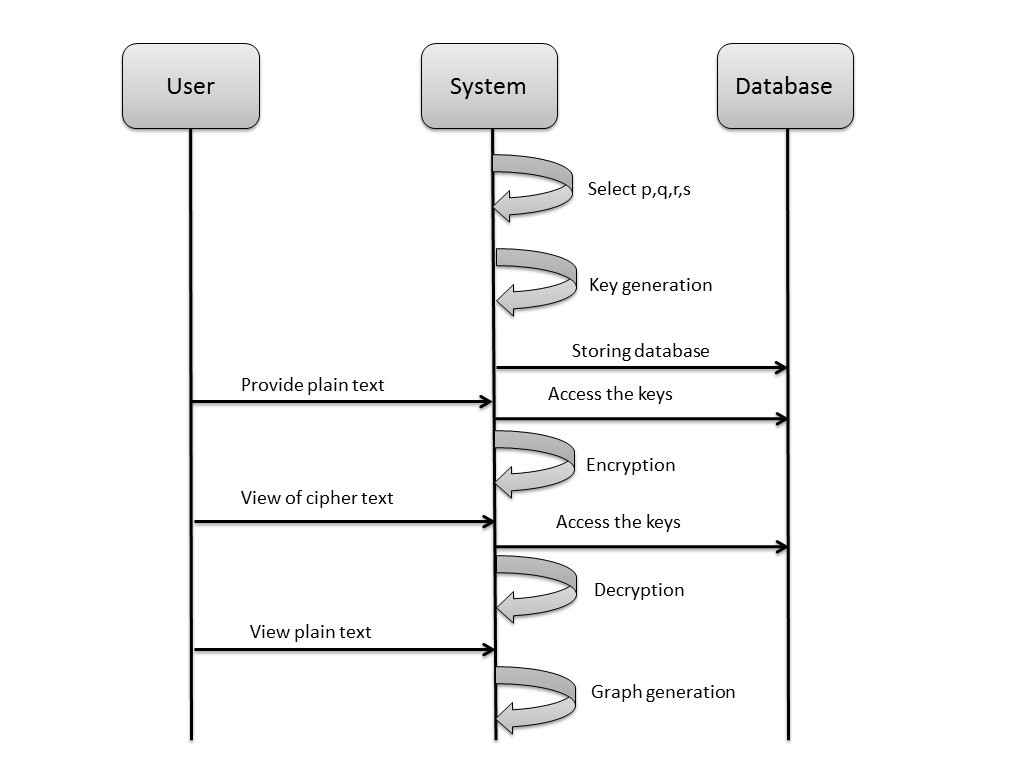 User
System
Database
Select p,q,r,s
Key generation
Storing database
Provide plain text
Access the keys
Encryption
View of cipher text
Access the keys
Decryption
View plain text
Graph generation